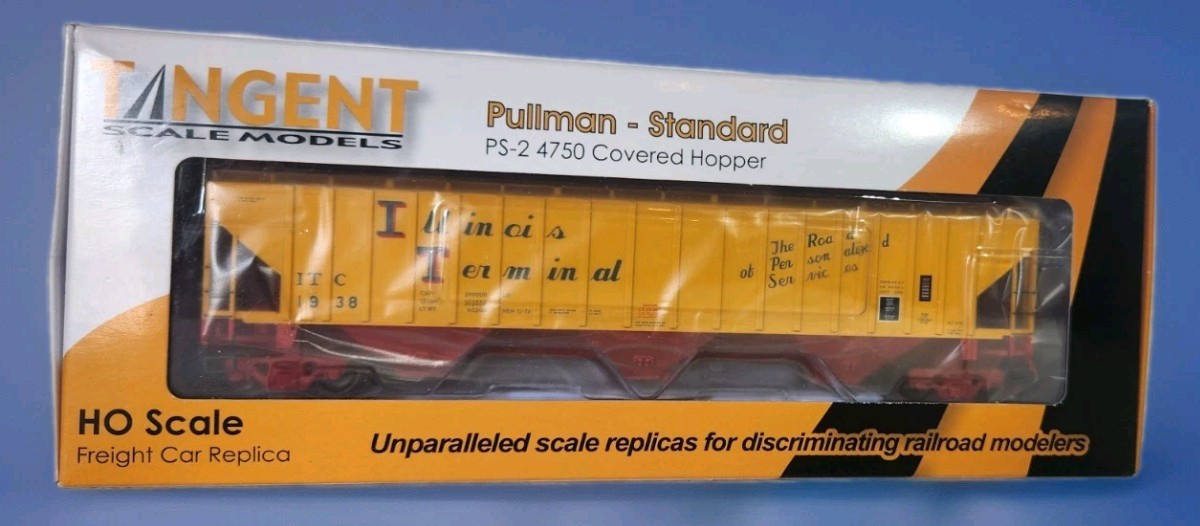 TANGENT
SCALE MODELS
Pullman - Standard
PS-2 4750 Covered Hopper
Illinois
Terminal
The Road
of Personalized
Services
ITC
1938
HO Scale
Freight Car Replica
Unparalleled scale replicas for discriminating railroad modelers